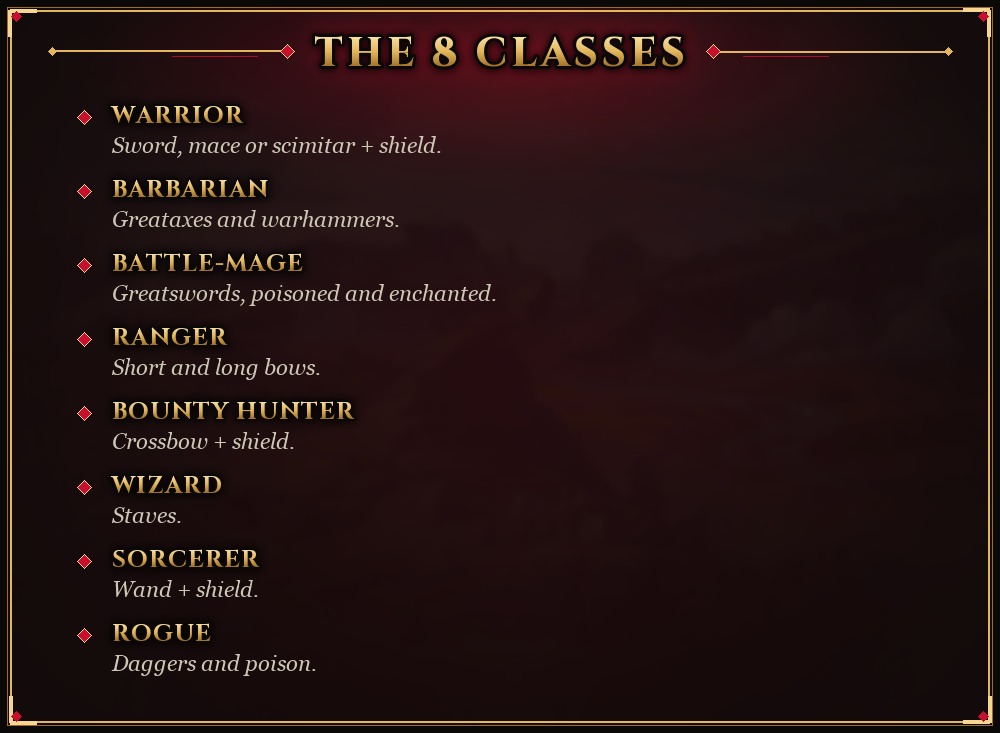 THE 8 CLASSES
WARRIOR
Sword, mace or scimitar + shield.
BARBARIAN
Greataxes and warhammers.
BATTLE-MAGE
Greatswords, poisoned and enchanted.
RANGER
Short and long bows.
BOUNTY HUNTER
Crossbow + shield.
WIZARD
Staves.
SORCERER
Wand + shield.
ROGUE
Daggers and poison.